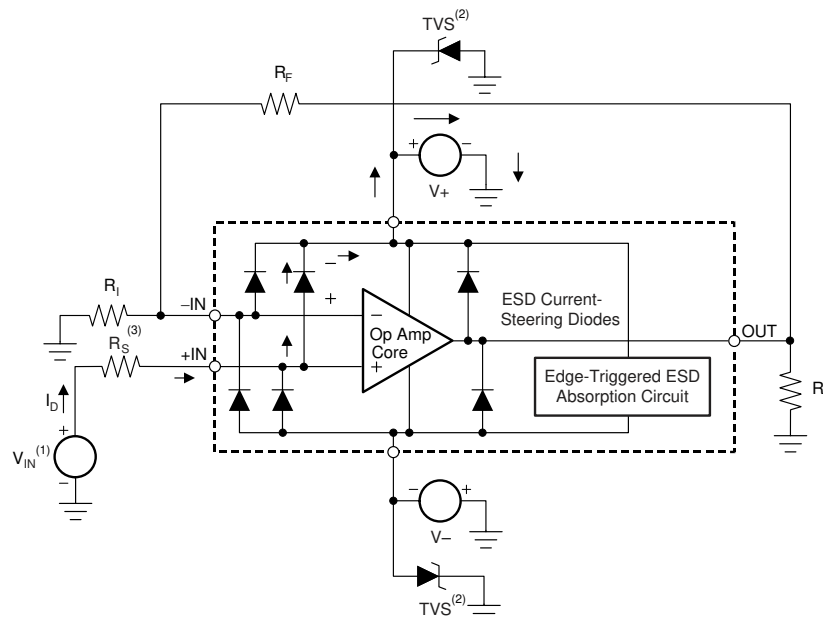 TVS(2)
RF
+ −
V+
RI
−IN
−
+
ESD Current-
Steering Diodes
OUT
(3)
RS
+IN
−
Op Amp
Core
+
Edge-Triggered ESD
Absorption Circuit
R
ID
+
VIN(1)
−
− +
V−
TVS(2)